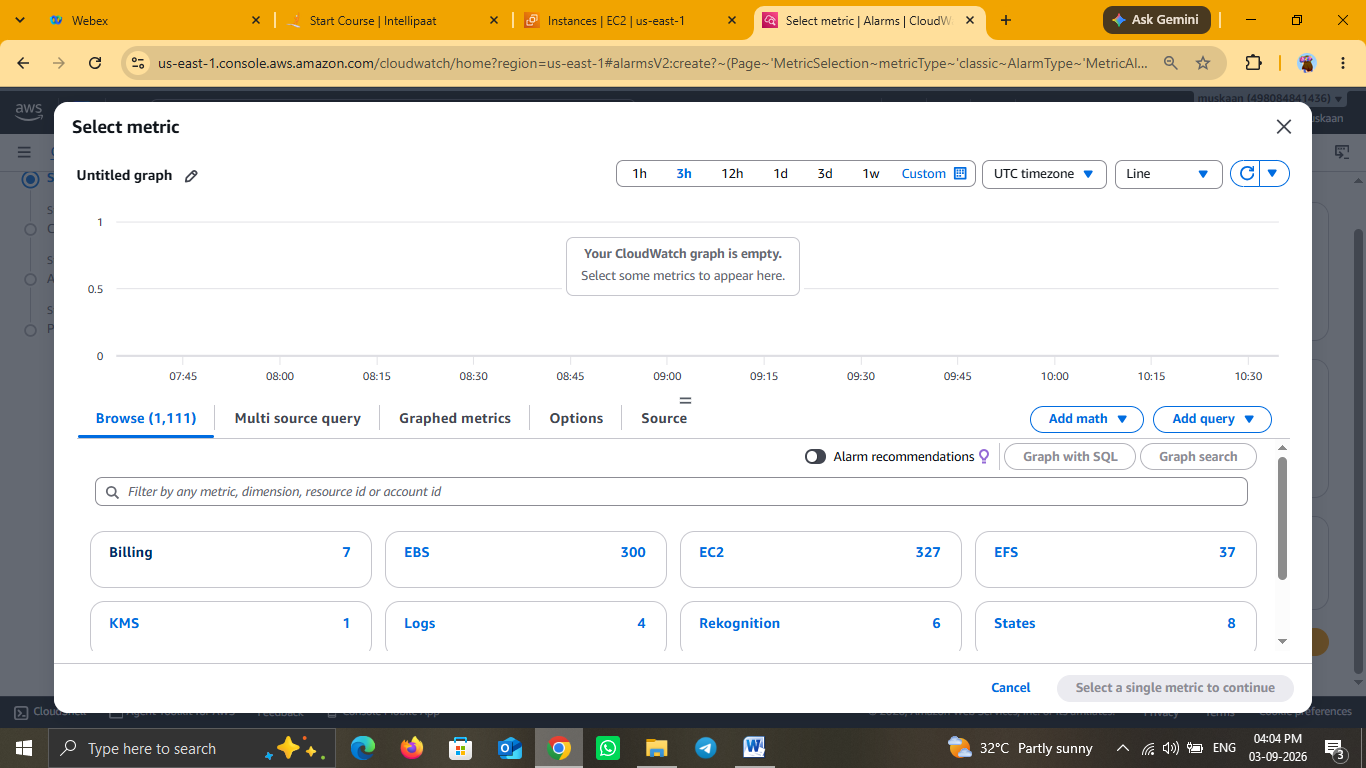 Webex
Start Course | Intellipaat
Instances | EC2 | us-east-1
Select metric | Alarms | CloudW
Ask Gemini
us-east-1.console.aws.amazon.com/cloudwatch/home?region=us-east-1#alarmsV2:create?~(Page~'MetricSelection~metricType~'classic~AlarmType~'MetricAl...
aws
muskaan (498084841436)
Select metric
Untitled graph
1h 3h 12h 1d 3d 1w Custom
UTC timezone
Line
1
0.5
0
Your CloudWatch graph is empty.
Select some metrics to appear here.
07:45 08:00 08:15 08:30 08:45 09:00 09:15 09:30 09:45 10:00 10:15 10:30
Browse (1,111) Multi source query Graphed metrics Options Source
Add math Add query
Alarm recommendations Graph with SQL Graph search
Filter by any metric, dimension, resource id or account id
Billing 7 EBS 300 EC2 327 EFS 37
KMS 1 Logs 4 Rekognition 6 States 8
Cancel Select a single metric to continue
Type here to search
32°C Partly sunny
ENG
04:04 PM
03-09-2026
3